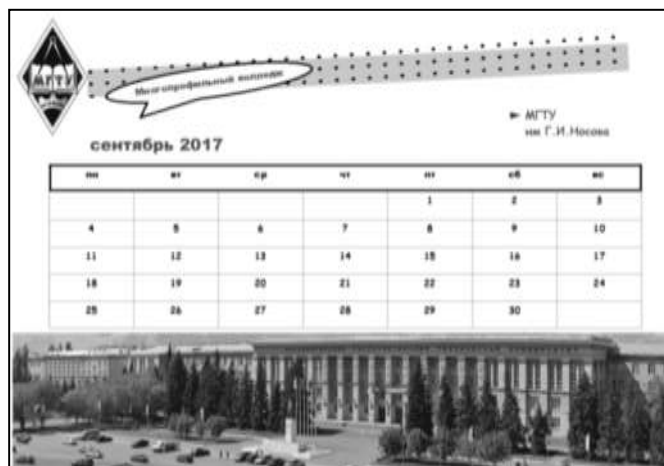 МГТУ
Многопрофильный колледж
МГТУ
им Г.И.Носова
сентябрь 2017
пн вт ср чт пт сб вс
1 2 3
4 5 6 7 8 9 10
11 12 13 14 15 16 17
18 19 20 21 22 23 24
25 26 27 28 29 30